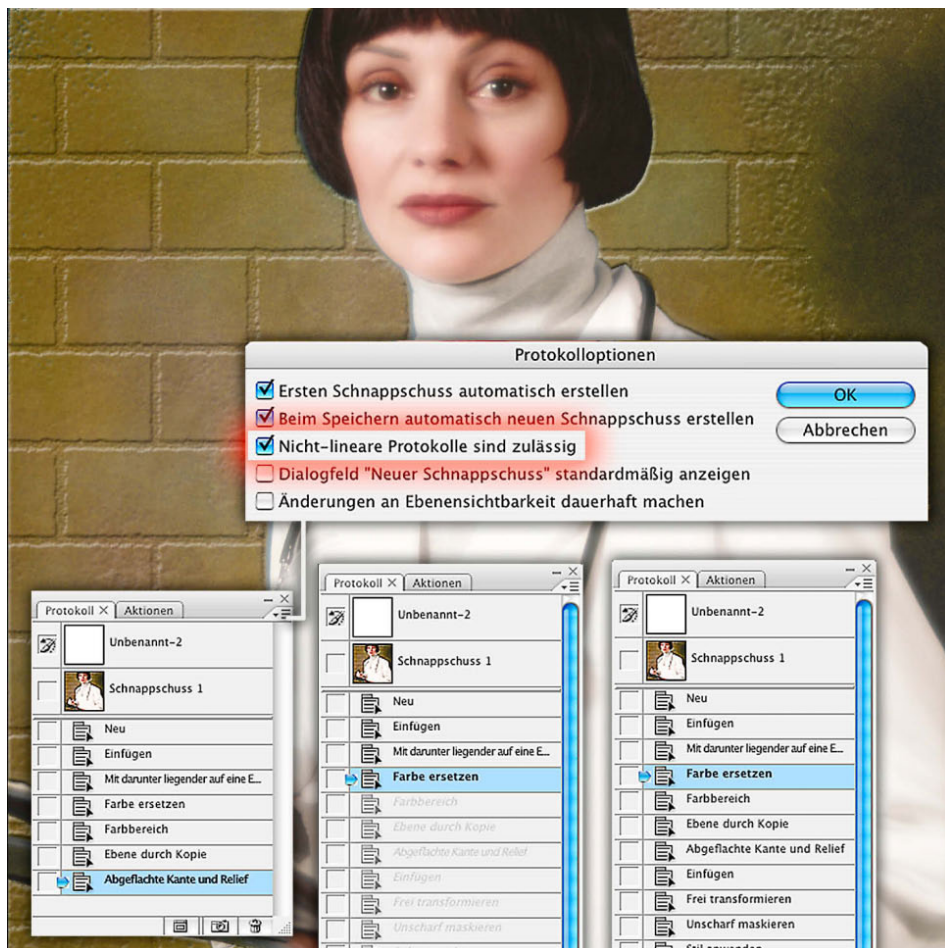 Protokolloptionen
Ersten Schnappschuss automatisch erstellen
Beim Speichern automatisch neuen Schnappschuss erstellen
Nicht-lineare Protokolle sind zulässig
Dialogfeld "Neuer Schnappschuss" standardmäßig anzeigen
Änderungen an Ebenensichtbarkeit dauerhaft machen
OK
Abbrechen
Protokoll × Aktionen
Unbenannt-2
Schnappschuss 1
Neu
Einfügen
Mit darunter liegender auf eine E...
Farbe ersetzen
Farbbereich
Ebene durch Kopie
Abgeflachte Kante und Relief
Protokoll × Aktionen
Unbenannt-2
Schnappschuss 1
Neu
Einfügen
Mit darunter liegender auf eine E...
Farbe ersetzen
Farbbereich
Ebene durch Kopie
Abgeflachte Kante und Relief
Einfügen
Frei transformieren
Unscharf maskieren
Protokoll × Aktionen
Unbenannt-2
Schnappschuss 1
Neu
Einfügen
Mit darunter liegender auf eine E...
Farbe ersetzen
Farbbereich
Ebene durch Kopie
Abgeflachte Kante und Relief
Einfügen
Frei transformieren
Unscharf maskieren